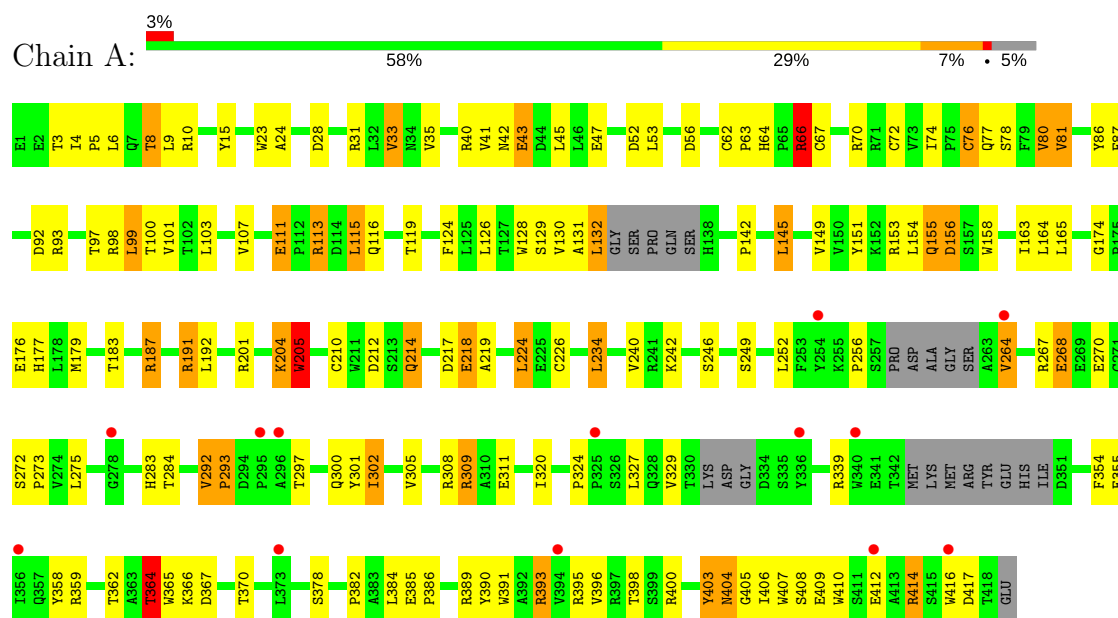 3%
Chain A:
58% 29% 7% • 5%
E1 E2 T3 I4 P5 L6 Q7 T8 L9 R10 Y15 W23 A24 D28 R31 L32 V33 N34 V35 R40 V41 N42 E43 D44 L45 L46 E47 D52 L53 D56 C62 P63 H64 P65 R66 C67 R70 R71 C72 V73 I74 P75 C76 Q77 S78 F79 V80 V81 Y86
D92 R93 T97 R98 L99 T100 V101 T102 L103 V107 E111 P112 R113 D114 L115 Q116 T119 F124 L125 L126 T127 W128 S129 V130 A131 L132 GLY SER PRO GLN SER H138 P142 L145 V149 V150 Y151 K152 R153 L154 Q155 D156 S157 W158 I163 L164 L165 G174
E176 H177 L178 M179 T183 R187 R191 L192 R201 K204 W205 C210 W211 D212 S213 Q214 D217 E218 A219 L224 E225 C226 L234 V240 R241 K242 S246 S249 L252 F253 Y254 K255 P256 S257 PRO ASP ALA GLY SER A263 V264 R267 E268 E269 E270
S272 P273 V274 L275 G278 H283 T284 V292 P293 D294 P295 A296 T297 Q300 Y301 I302 V305 R308 R309 A310 E311 I320 P324 P325 S326 L327 Q328 V329 T330 LYS ASP GLY D334 S335 Y336 R339 W340 E341 T342 MET LYS MET ARG TYR GLU HIS ILE D351 F354
I356 Q357 Y358 R359 T362 A363 T364 W365 K366 D367 T370 L373 S378 P382 A383 L384 E385 P386 R389 Y390 W391 A392 R393 V394 R395 V396 R397 T398 S399 R400 Y403 N404 G405 I406 W407 S408 E409 W410 S411 E412 A413 R414 S415 W416 D417 T418 GLU